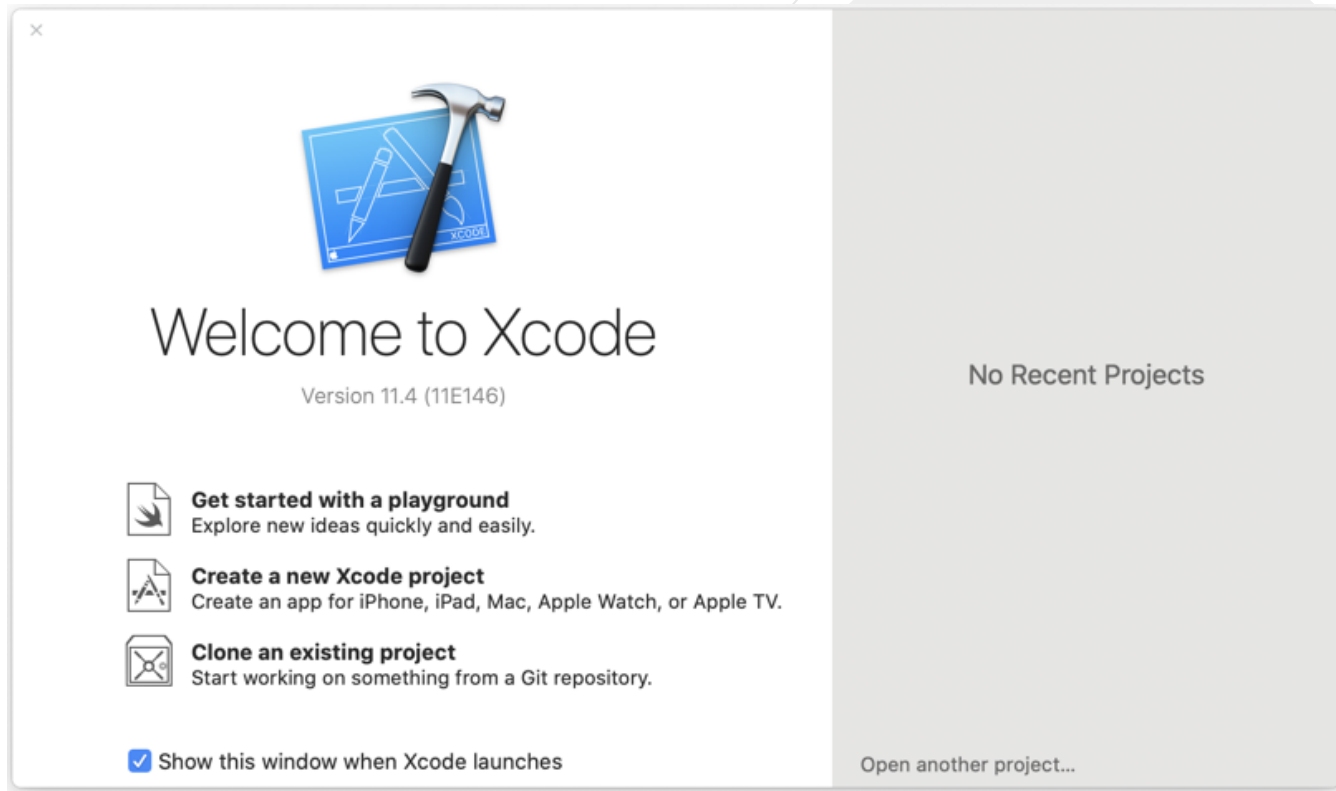 XCODE
Welcome to Xcode
Version 11.4 (11E146)
Get started with a playground
Explore new ideas quickly and easily.
Create a new Xcode project
Create an app for iPhone, iPad, Mac, Apple Watch, or Apple TV.
Clone an existing project
Start working on something from a Git repository.
Show this window when Xcode launches
No Recent Projects
Open another project...